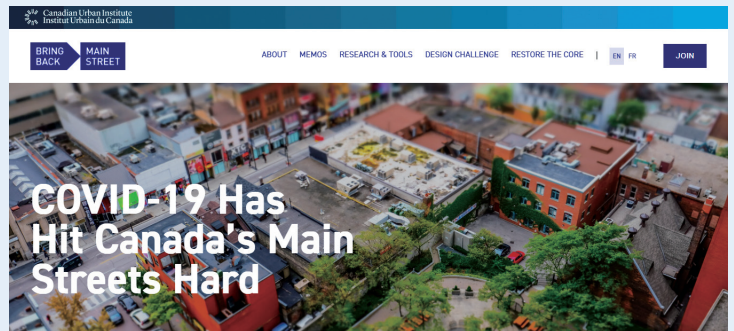 Canadian Urban Institute
Institut Urbain du Canada
BRING BACK
MAIN STREET
ABOUT MEMOS RESEARCH & TOOLS DESIGN CHALLENGE RESTORE THE CORE | EN FR JOIN
COVID-19 Has
Hit Canada's Main
Streets Hard